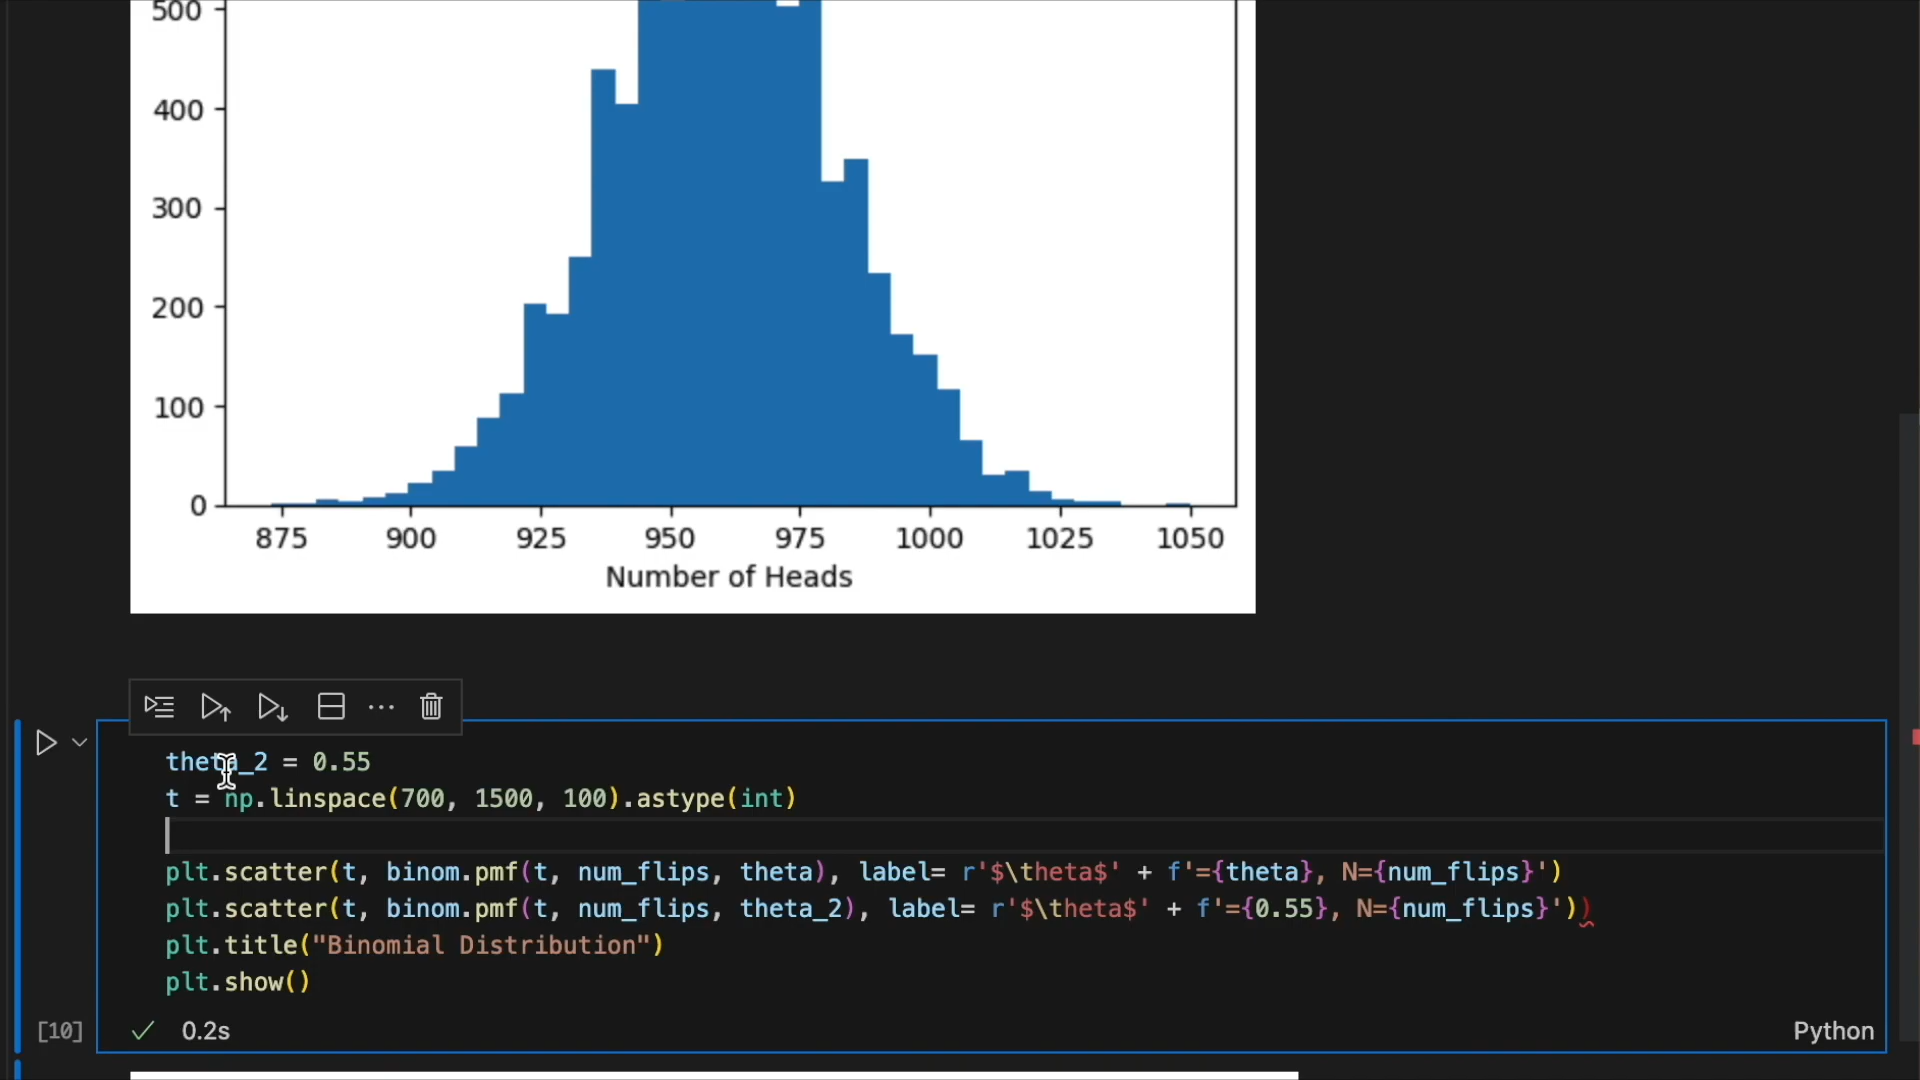 500
400
300
200
100
0
875 900 925 950 975 1000 1025 1050
Number of Heads
theta_2 = 0.55
t = np.linspace(700, 1500, 100).astype(int)
plt.scatter(t, binom.pmf(t, num_flips, theta), label= r'$\theta$' + f'={theta}, N={num_flips}')
plt.scatter(t, binom.pmf(t, num_flips, theta_2), label= r'$\theta$' + f'={0.55}, N={num_flips}'))
plt.title("Binomial Distribution")
plt.show()
[10] 0.2s Python